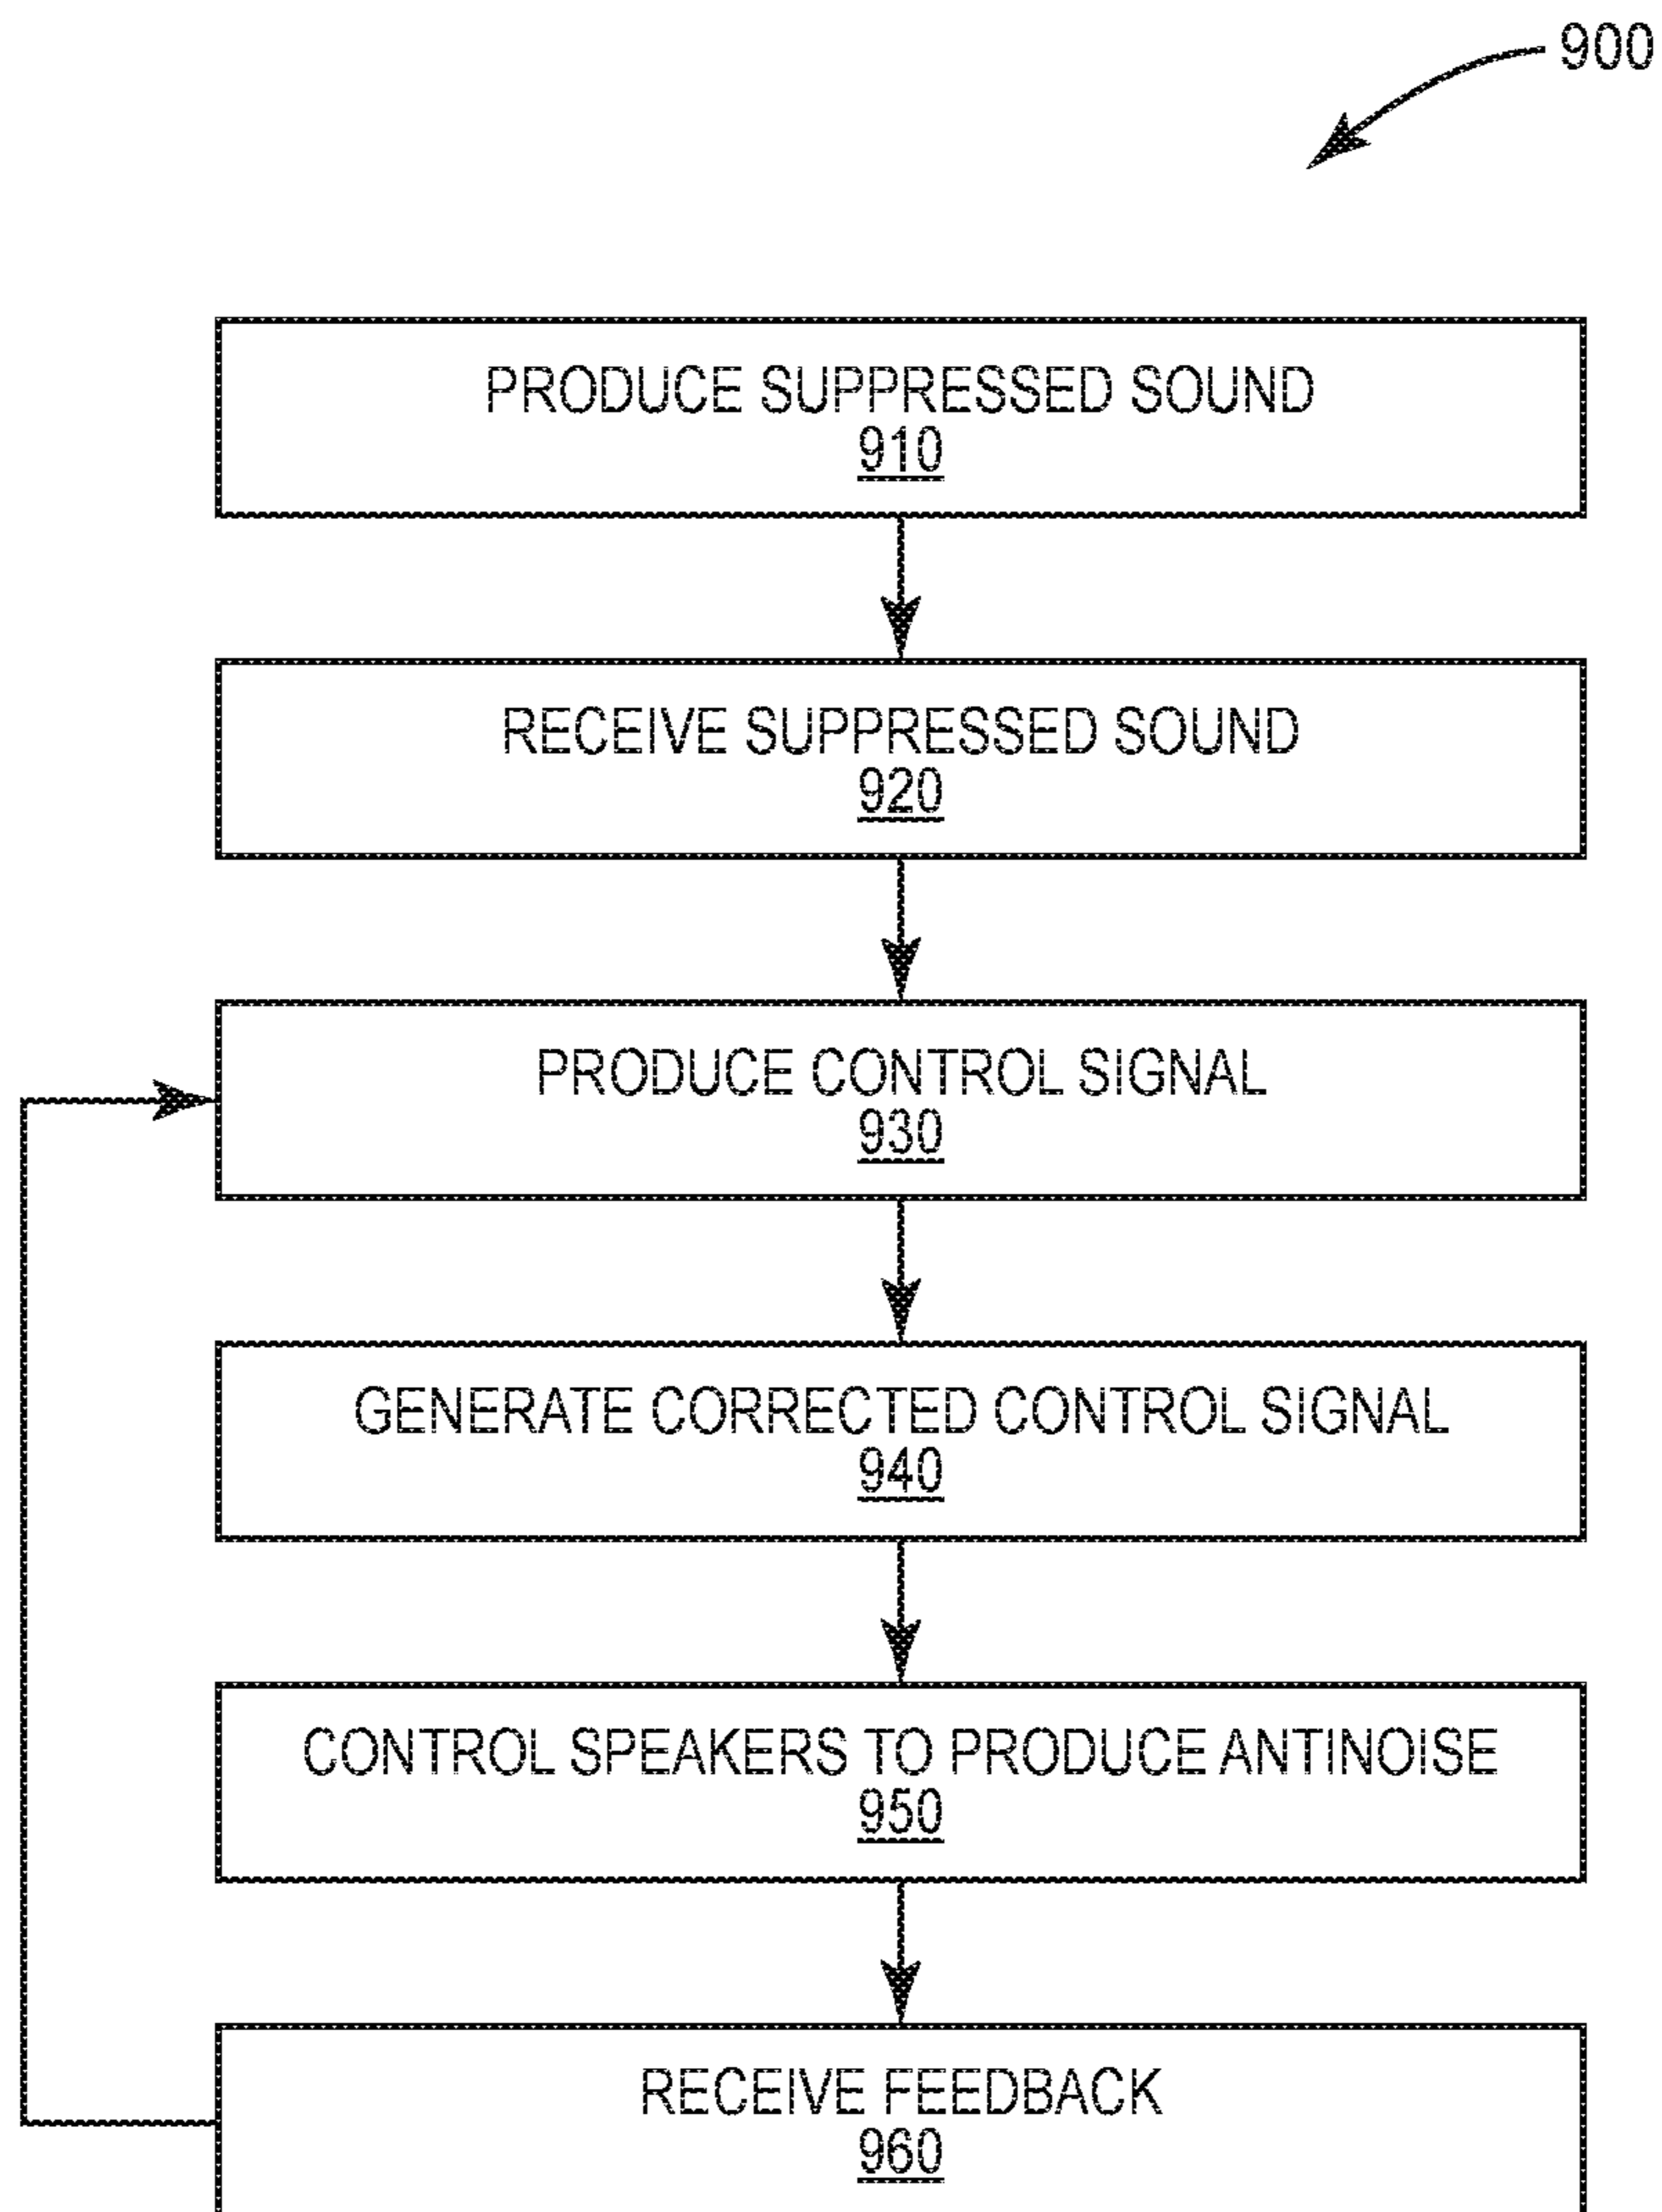 900
PRODUCE SUPPRESSED SOUND
910
RECEIVE SUPPRESSED SOUND
920
PRODUCE CONTROL SIGNAL
930
GENERATE CORRECTED CONTROL SIGNAL
940
CONTROL SPEAKERS TO PRODUCE ANTINOISE
950
RECEIVE FEEDBACK
960